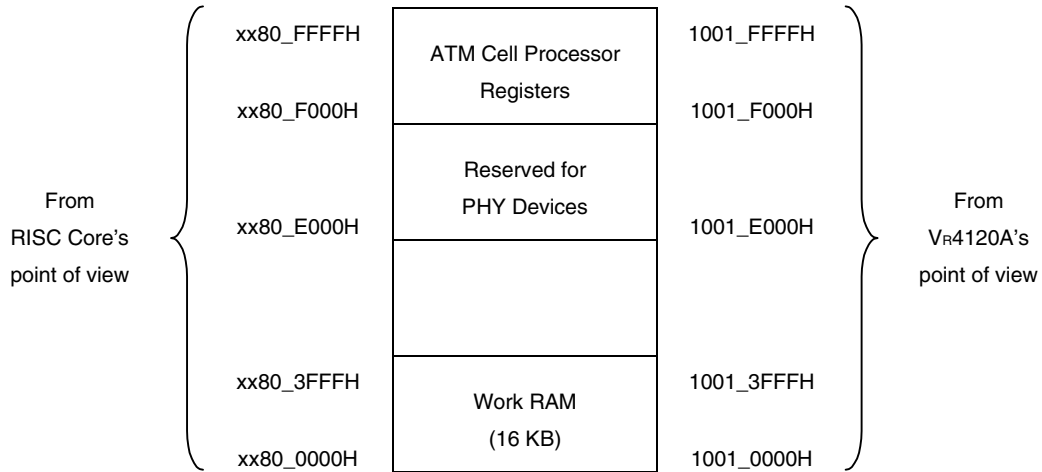 xx80_FFFFH
1001_FFFFH
ATM Cell Processor
Registers
xx80_F000H
1001_F000H
Reserved for
PHY Devices
xx80_E000H
1001_E000H
From
RISC Core's
point of view
From
VR4120A's
point of view
xx80_3FFFH
1001_3FFFH
Work RAM
(16 KB)
xx80_0000H
1001_0000H